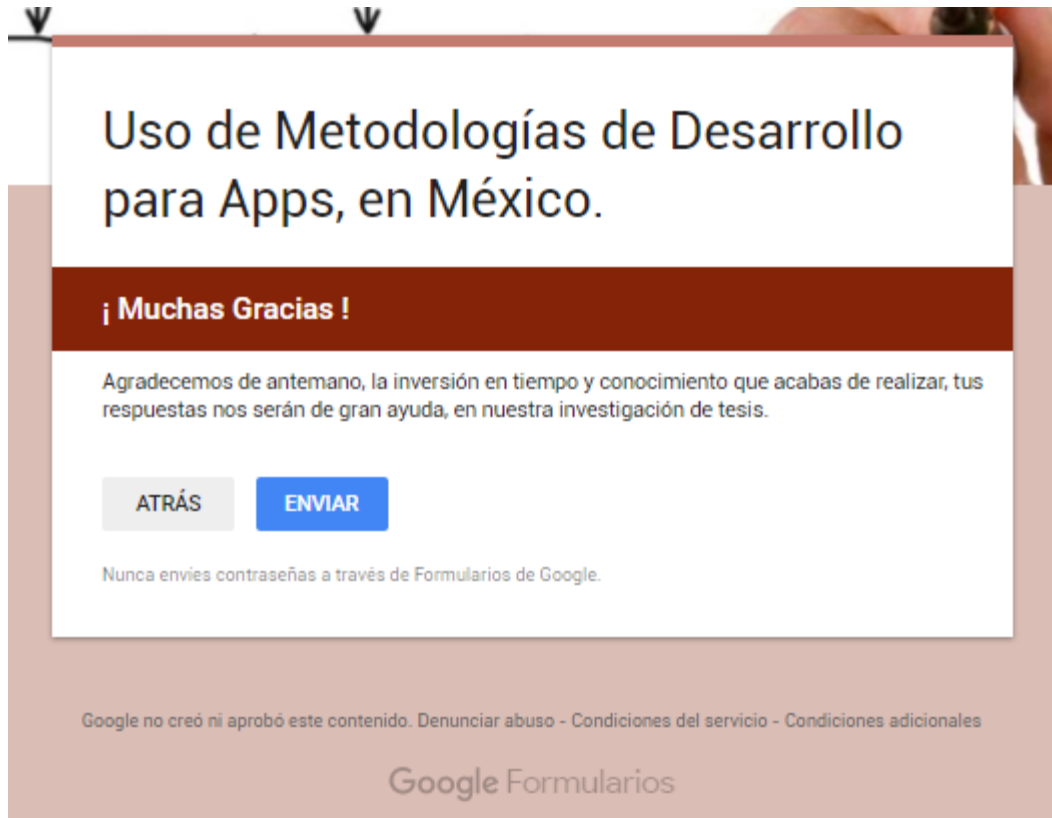 Uso de Metodologías de Desarrollo
para Apps, en México.
¡ Muchas Gracias !
Agradecemos de antemano, la inversión en tiempo y conocimiento que acabas de realizar, tus
respuestas nos serán de gran ayuda, en nuestra investigación de tesis.
ATRÁS
ENVIAR
Nunca envíes contraseñas a través de Formularios de Google.
Google no creó ni aprobó este contenido. Denunciar abuso - Condiciones del servicio - Condiciones adicionales
Google Formularios